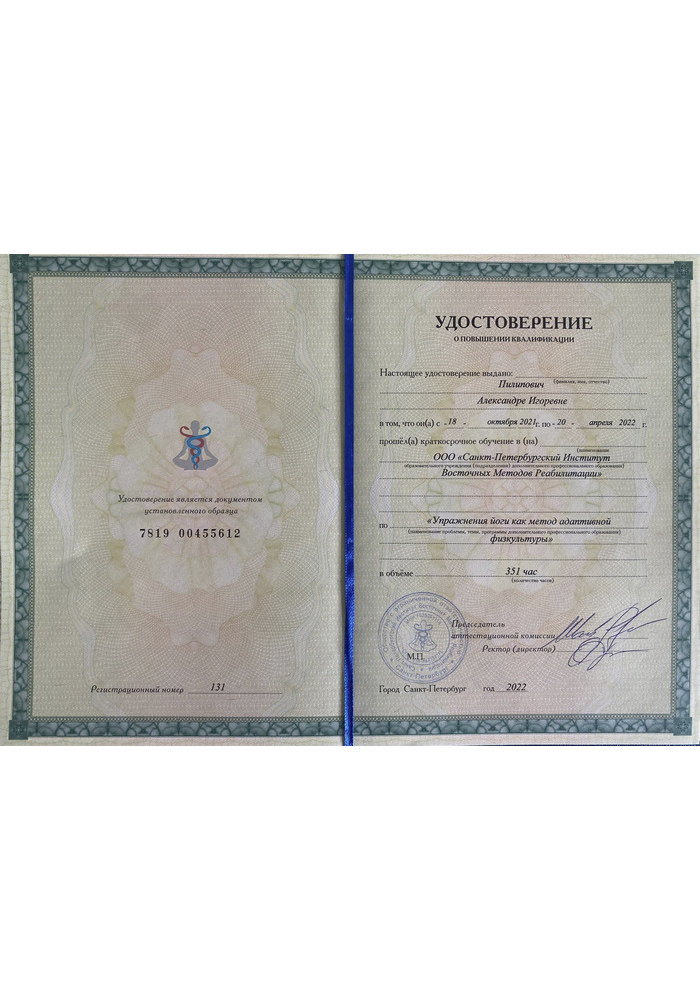 Удостоверение является документом
установленного образца
7819 00455612
Регистрационный номер 131
УДОСТОВЕРЕНИЕ
О ПОВЫШЕНИИ КВАЛИФИКАЦИИ
Настоящее удостоверение выдано:
Пилипович
(фамилия, имя, отчество)
Александре Игоревне
в том, что он(а) с - 18 - октября 2021 г. по - 20 - апреля 2022 г.
прошёл(а) краткосрочное обучение в (на)
(наименование
ООО «Санкт-Петербургский Институт
образовательного учреждения (подразделения) дополнительного профессионального образования)
Восточных Методов Реабилитации»
по «Упражнения йоги как метод адаптивной
(наименование проблемы, темы, программы дополнительного профессионального образования)
физкультуры»
в объёме 351 час
(количество часов)
Председатель
аттестационной комиссии
Ректор (директор)
М.П.
Город Санкт-Петербург год 2022